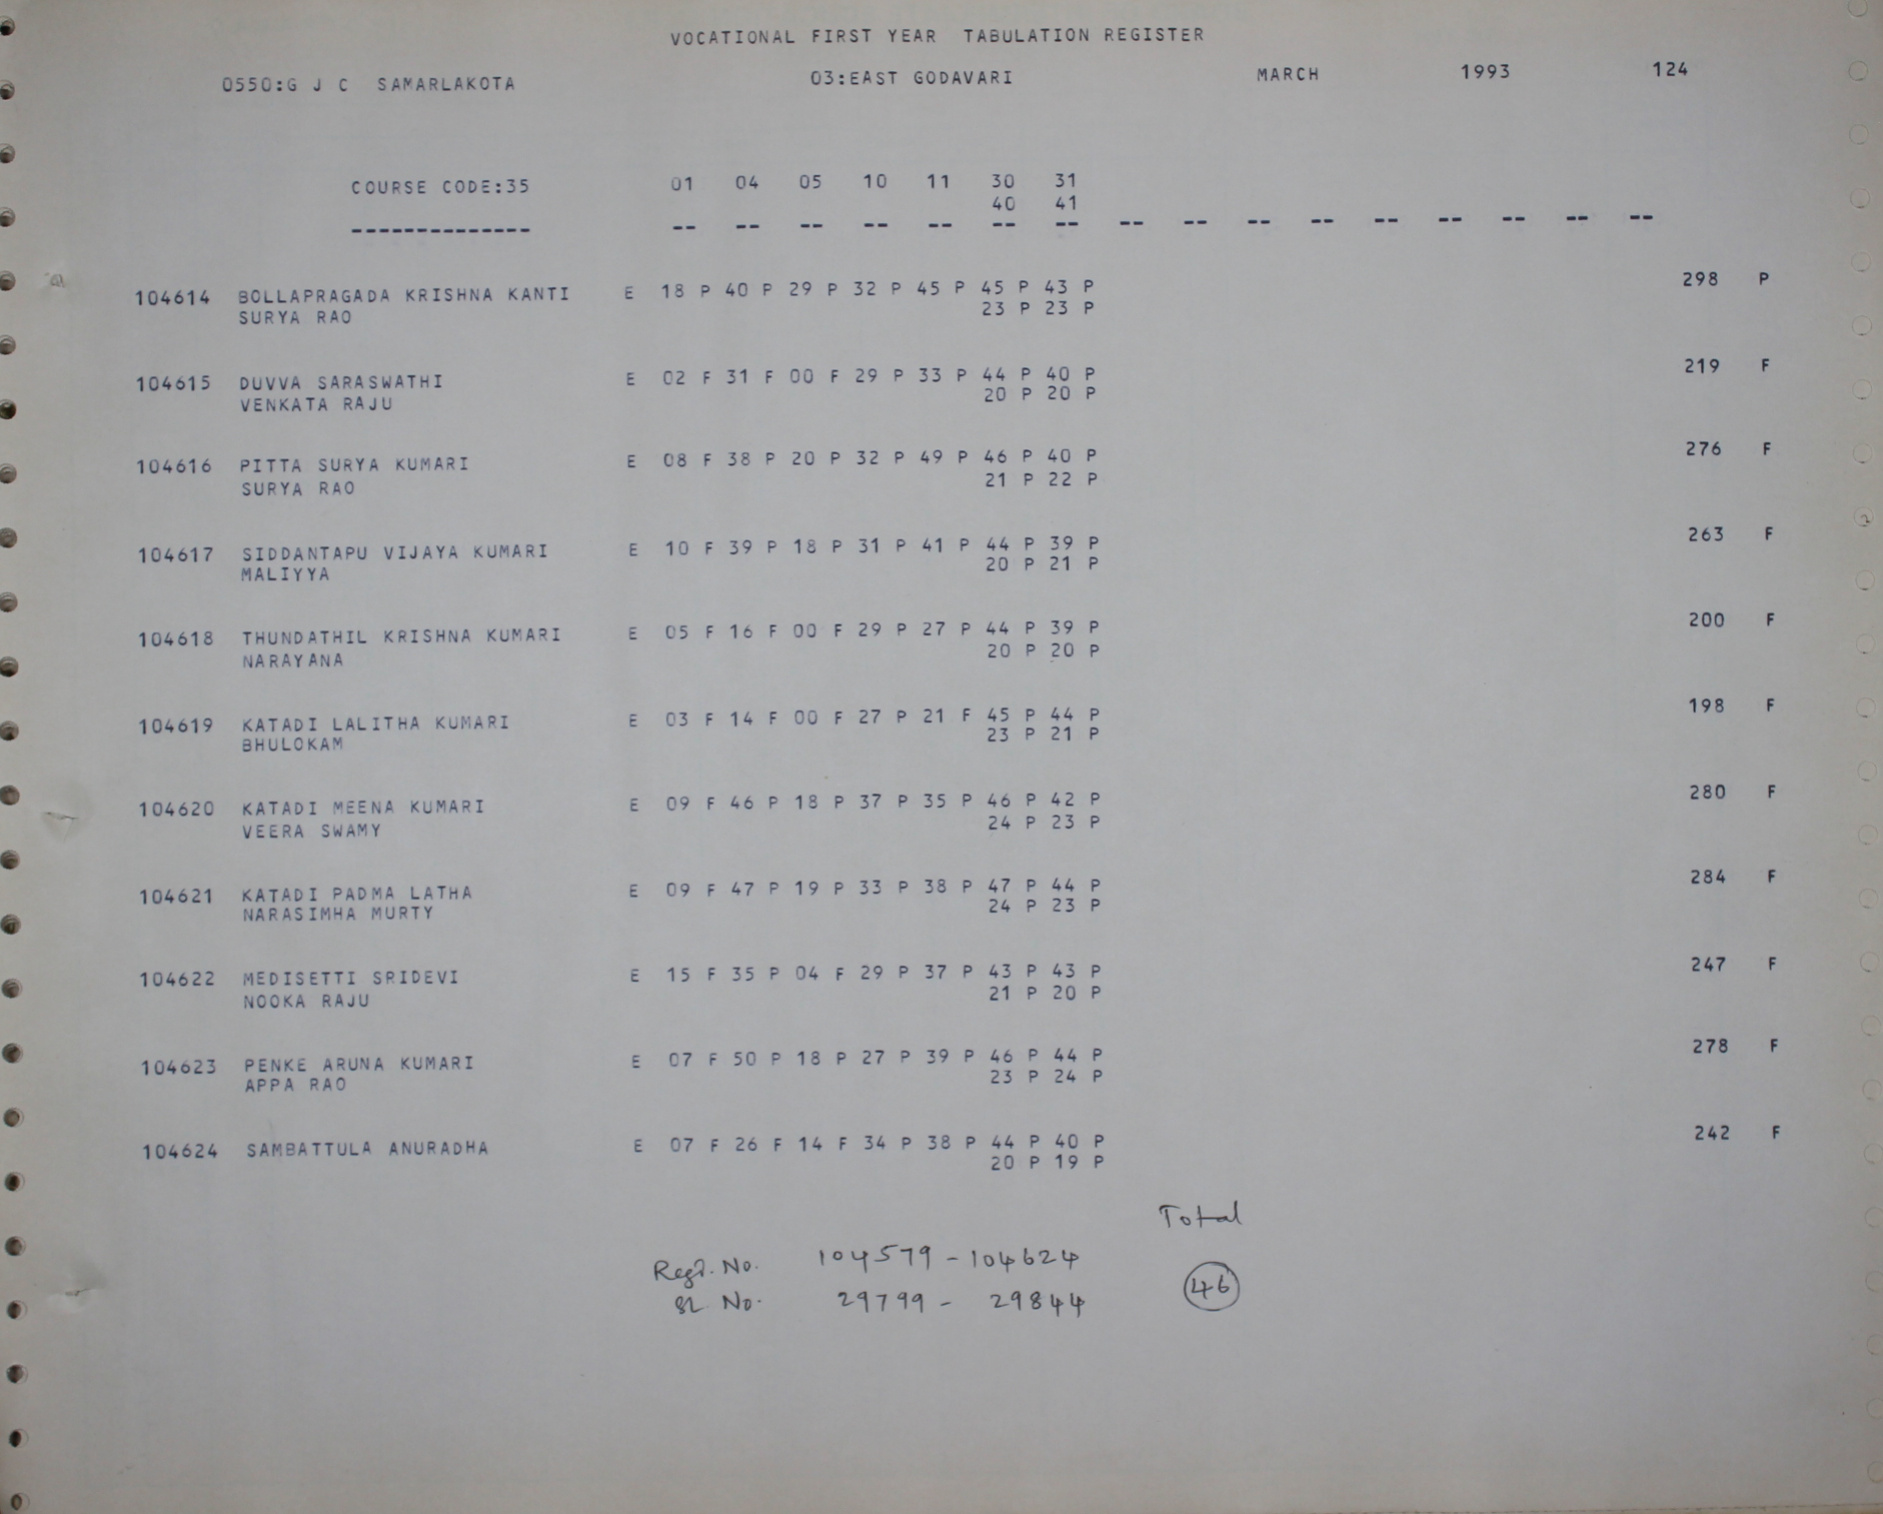 VOCATIONAL FIRST YEAR TABULATION REGISTER
0550:G J C SAMARLAKOTA 03:EAST GODAVARI MARCH 1993 124
COURSE CODE:35 01 04 05 10 11 30 31
40 41
-------------- -- -- -- -- -- -- -- -- -- -- -- -- -- -- -- --
104614 BOLLAPRAGADA KRISHNA KANTI E 18 P 40 P 29 P 32 P 45 P 45 P 43 P 298 P
SURYA RAO 23 P 23 P
104615 DUVVA SARASWATHI E 02 F 31 F 00 F 29 P 33 P 44 P 40 P 219 F
VENKATA RAJU 20 P 20 P
104616 PITTA SURYA KUMARI E 08 F 38 P 20 P 32 P 49 P 46 P 40 P 276 F
SURYA RAO 21 P 22 P
104617 SIDDANTAPU VIJAYA KUMARI E 10 F 39 P 18 P 31 P 41 P 44 P 39 P 263 F
MALIYYA 20 P 21 P
104618 THUNDATHIL KRISHNA KUMARI E 05 F 16 F 00 F 29 P 27 P 44 P 39 P 200 F
NARAYANA 20 P 20 P
104619 KATADI LALITHA KUMARI E 03 F 14 F 00 F 27 P 21 F 45 P 44 P 198 F
BHULOKAM 23 P 21 P
104620 KATADI MEENA KUMARI E 09 F 46 P 18 P 37 P 35 P 46 P 42 P 280 F
VEERA SWAMY 24 P 23 P
104621 KATADI PADMA LATHA E 09 F 47 P 19 P 33 P 38 P 47 P 44 P 284 F
NARASIMHA MURTY 24 P 23 P
104622 MEDISETTI SRIDEVI E 15 F 35 P 04 F 29 P 37 P 43 P 43 P 247 F
NOOKA RAJU 21 P 20 P
104623 PENKE ARUNA KUMARI E 07 F 50 P 18 P 27 P 39 P 46 P 44 P 278 F
APPA RAO 23 P 24 P
104624 SAMBATTULA ANURADHA E 07 F 26 F 14 F 34 P 38 P 44 P 40 P 242 F
20 P 19 P
Total
Regd. No. 104579 - 104624
Sl. No. 29799 - 29844 46